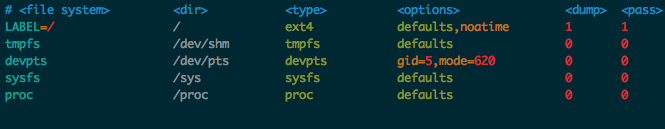 # <file system> <dir> <type> <options> <dump> <pass>
LABEL=/ / ext4 defaults,noatime 1 1
tmpfs /dev/shm tmpfs defaults 0 0
devpts /dev/pts devpts gid=5,mode=620 0 0
sysfs /sys sysfs defaults 0 0
proc /proc proc defaults 0 0